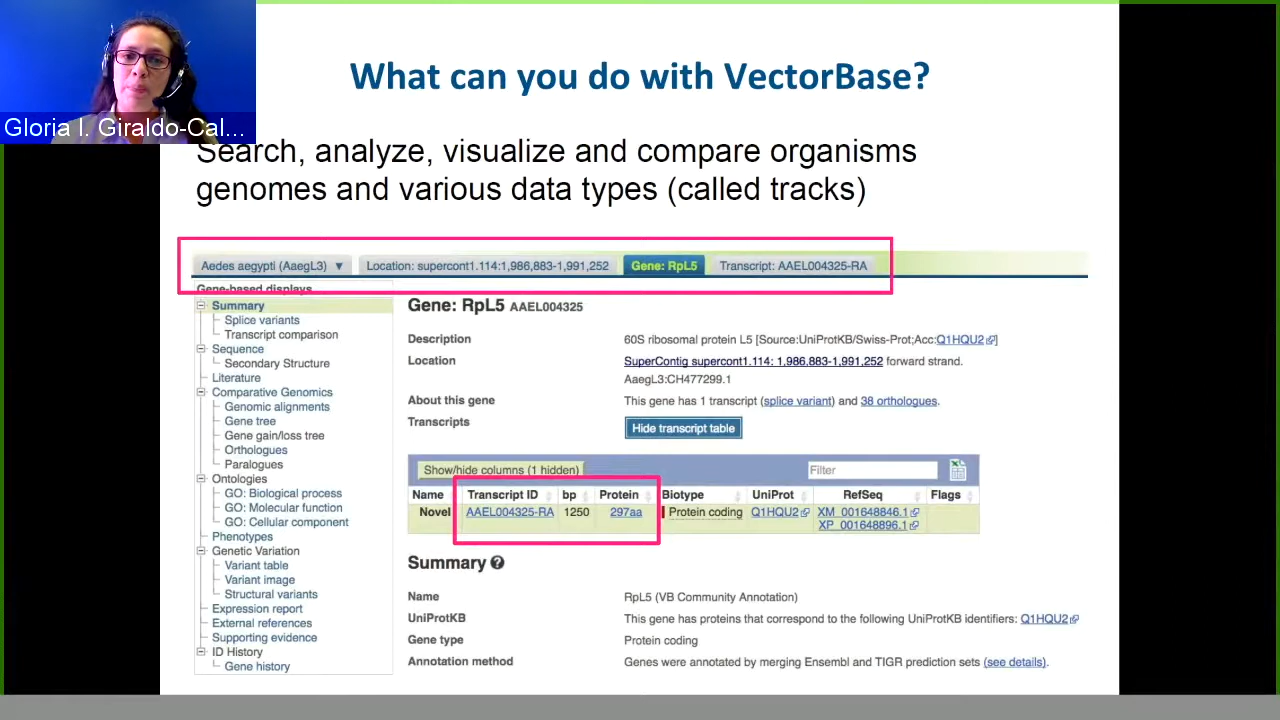 Gloria I. Giraldo-Cal...
What can you do with VectorBase?
Search, analyze, visualize and compare organisms
genomes and various data types (called tracks)
Aedes aegypti (AaegL3) ▼ Location: supercont1.114:1,986,883-1,991,252 Gene: RpL5 Transcript: AAEL004325-RA
Gene-based displays
Summary
Splice variants
Transcript comparison
Sequence
Secondary Structure
Literature
Comparative Genomics
Genomic alignments
Gene tree
Gene gain/loss tree
Orthologues
Paralogues
Ontologies
GO: Biological process
GO: Molecular function
GO: Cellular component
Phenotypes
Genetic Variation
Variant table
Variant image
Structural variants
Expression report
External references
Supporting evidence
ID History
Gene history
Gene: RpL5 AAEL004325
Description 60S ribosomal protein L5 [Source:UniProtKB/Swiss-Prot;Acc:Q1HQU2]
Location SuperContig supercont1.114: 1,986,883-1,991,252 forward strand.
AaegL3:CH477299.1
About this gene This gene has 1 transcript (splice variant) and 38 orthologues.
Transcripts Hide transcript table
Show/hide columns (1 hidden) Filter
Name Transcript ID bp Protein Biotype UniProt RefSeq Flags
Novel AAEL004325-RA 1250 297aa Protein coding Q1HQU2 XM_001648846.1
XP_001648896.1
Summary ?
Name RpL5 (VB Community Annotation)
UniProtKB This gene has proteins that correspond to the following UniProtKB identifiers: Q1HQU2
Gene type Protein coding
Annotation method Genes were annotated by merging Ensembl and TIGR prediction sets (see details).